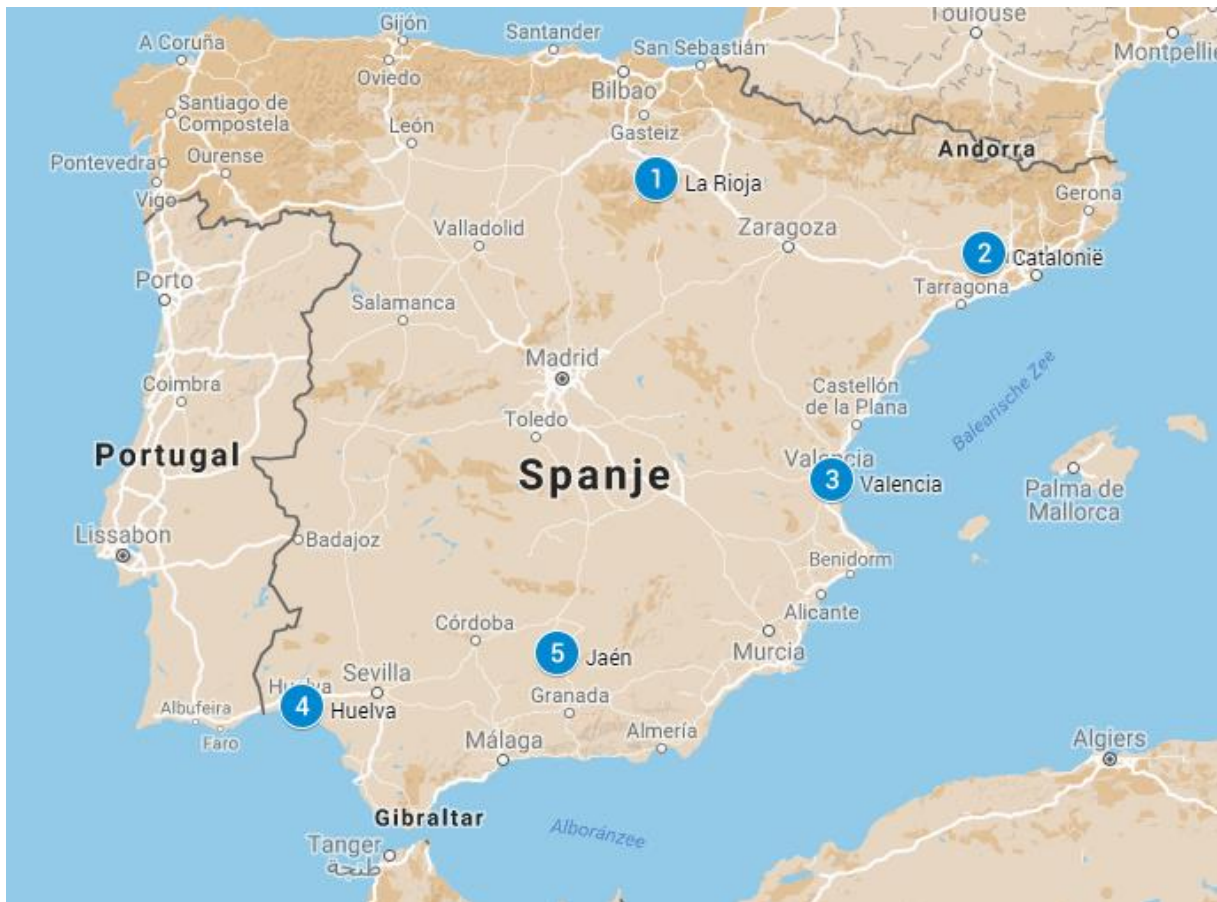 Toulouse
Gijón
A Coruña
Santander
San Sebastián
Montpellie
Oviedo
Bilbao
Santiago de
Compostela
León
Gasteiz
Andorra
Pontevedra
Ourense
1 La Rioja
Gerona
Vigo
Valladolid
Zaragoza
2 Catalonië
Porto
Tarragona
Salamanca
Madrid
Coimbra
Castellón
de la Plana
Balearische Zee
Toledo
Portugal
Spanje
Valencia
3 Valencia
Palma de
Mallorca
Lissabon
Badajoz
Benidorm
Alicante
Córdoba
Murcia
5 Jaén
Sevilla
Huelva
4 Huelva
Granada
Albufeira
Faro
Almería
Málaga
Algiers
Gibraltar
Alboránzee
Tanger
طنجة